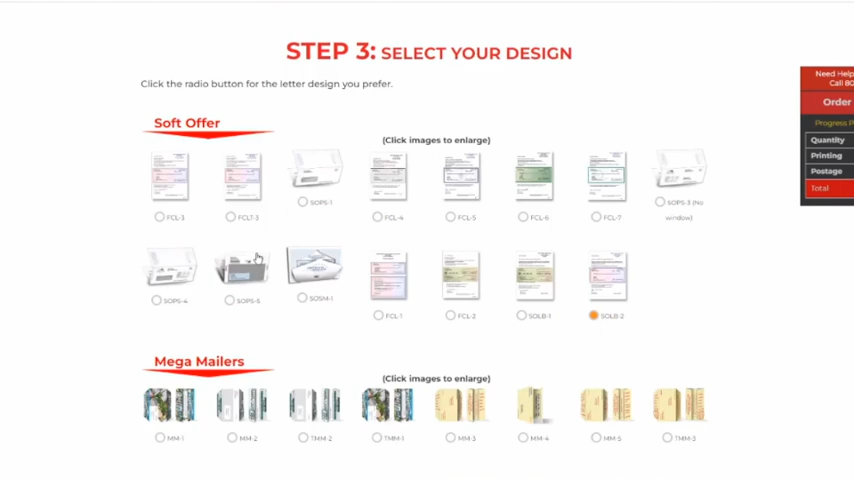 STEP 3: SELECT YOUR DESIGN
Click the radio button for the letter design you prefer.
Need Help
Call 80
Order
Progress P
Quantity
Printing
Postage
Total
Soft Offer
(Click images to enlarge)
FCL-3
FCLT-3
SOPS-1
FCL-4
FCL-5
FCL-6
FCL-7
SOPS-3 (No
window)
SOPS-4
SOPS-5
SOSM-1
FCL-1
FCL-2
SOLB-1
SOLB-2
Mega Mailers
(Click images to enlarge)
MM-1
MM-2
TMM-2
TMM-1
MM-3
MM-4
MM-5
TMM-3